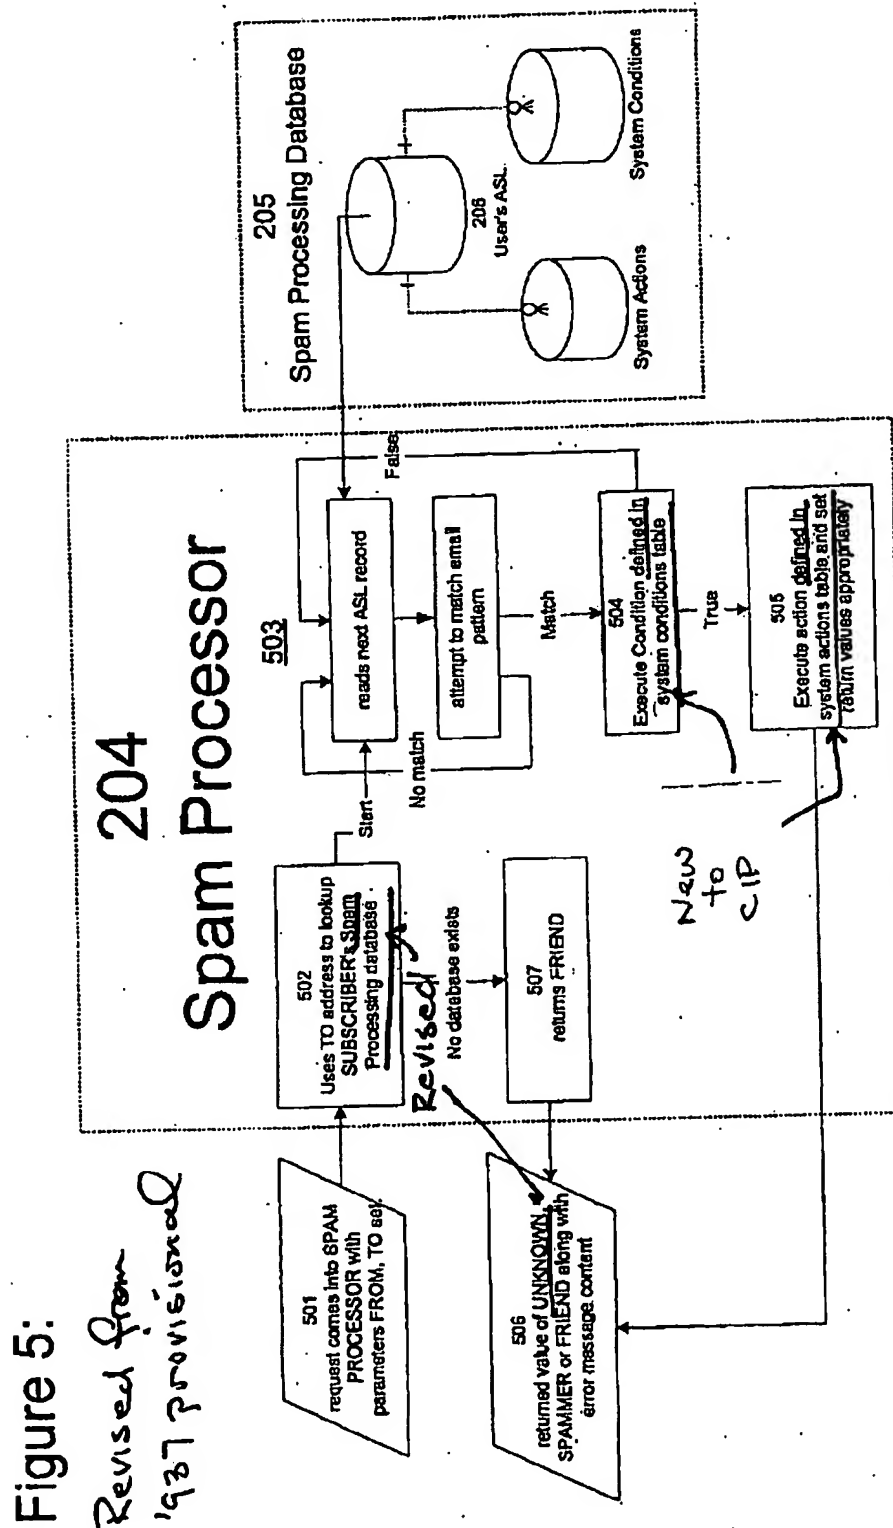 Figure 5:
Revised from
'937 provisional
204
Spam Processor
501
request comes into SPAM
PROCESSOR with
parameters FROM, TO set.
502
Uses TO address to lookup
SUBSCRIBER's Spam
Processing database.
Start
503
reads next ASL record
False
No match
attempt to match email
pattern
Match
504
Execute Condition defined in
system conditions table
True
505
Execute action defined in
system actions table and set
return values appropriately
Revised
No database exists
507
returns FRIEND
506
returned value of UNKNOWN,
SPAMMER or FRIEND along with
error message content
New
to
CIP
205
Spam Processing Database
206
User's ASL
System Actions
System Conditions